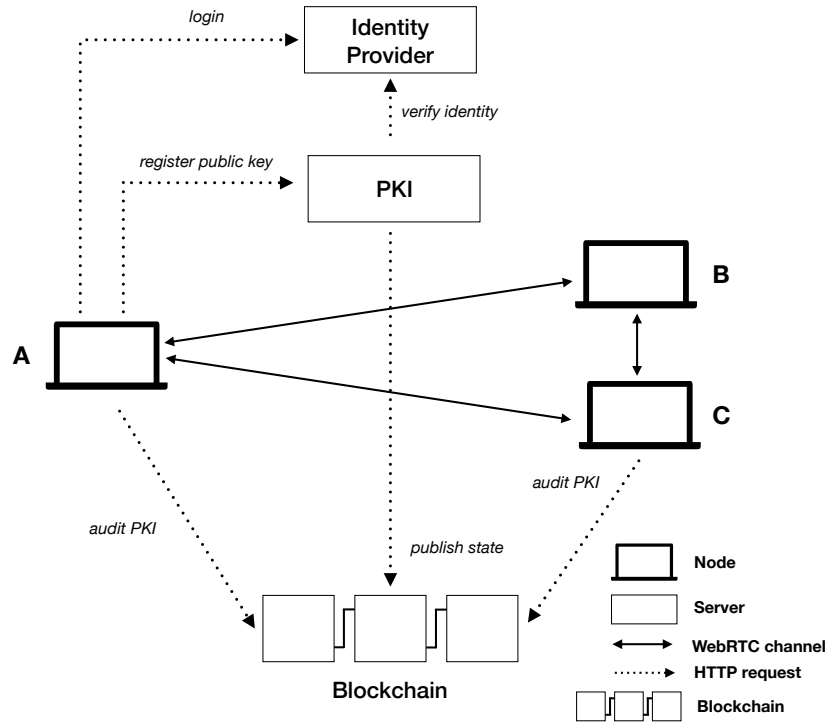 login
Identity
Provider
verify identity
register public key
PKI
B
A
C
audit PKI
audit PKI
publish state
Blockchain
Node
Server
WebRTC channel
HTTP request
Blockchain